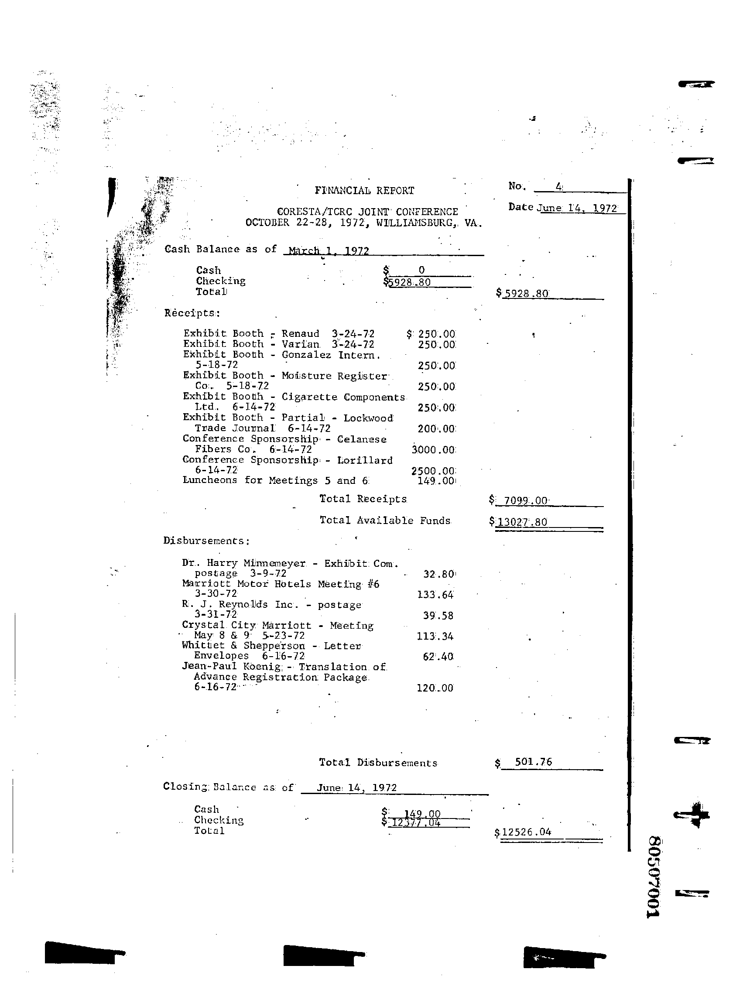 FINANCIAL REPORT
No. 4
CORESTA/TCRC JOINT CONFERENCE
Date June 14, 1972
OCTOBER 22-28, 1972, WILLIAMSBURG, VA.
Cash Balance as of March 1, 1972
Cash $ 0
Checking $5928.80
Total $5928.80
Receipts:
Exhibit Booth - Renaud 3-24-72 $ 250.00
Exhibit Booth - Varian 3-24-72 250.00
Exhibit Booth - Gonzalez Intern.
5-18-72 250.00
Exhibit Booth - Moisture Register
Co. 5-18-72 250.00
Exhibit Booth - Cigarette Components
Ltd. 6-14-72 250.00
Exhibit Booth - Partial - Lockwood
Trade Journal 6-14-72 200.00
Conference Sponsorship - Celanese
Fibers Co. 6-14-72 3000.00
Conference Sponsorship - Lorillard
6-14-72 2500.00
Luncheons for Meetings 5 and 6 149.00
Total Receipts $ 7099.00
Total Available Funds $13027.80
Disbursements:
Dr. Harry Minnemeyer - Exhibit Com.
postage 3-9-72 32.80
Marriott Motor Hotels Meeting #6
3-30-72 133.64
R. J. Reynolds Inc. - postage
3-31-72 39.58
Crystal City Marriott - Meeting
May 8 & 9 5-23-72 113.34
Whittet & Shepperson - Letter
Envelopes 6-16-72 62.40
Jean-Paul Koenig - Translation of
Advance Registration Package
6-16-72 120.00
Total Disbursements $ 501.76
Closing Balance as of June 14, 1972
Cash $ 149.00
Checking $ 12377.04
Total $12526.04
80507001